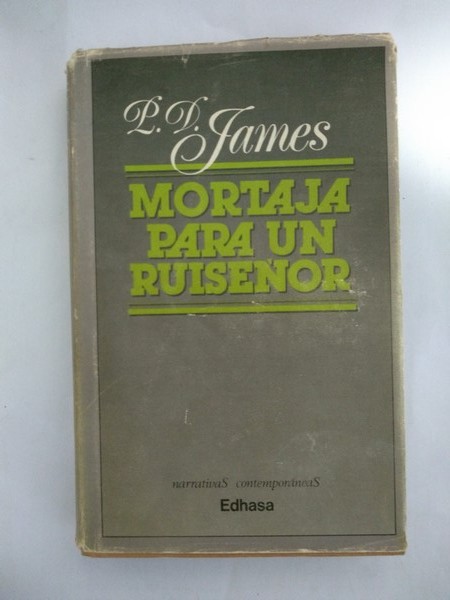 P. D. James
MORTAJA
PARA UN
RUISEÑOR
narrativaS contemporáneaS
Edhasa